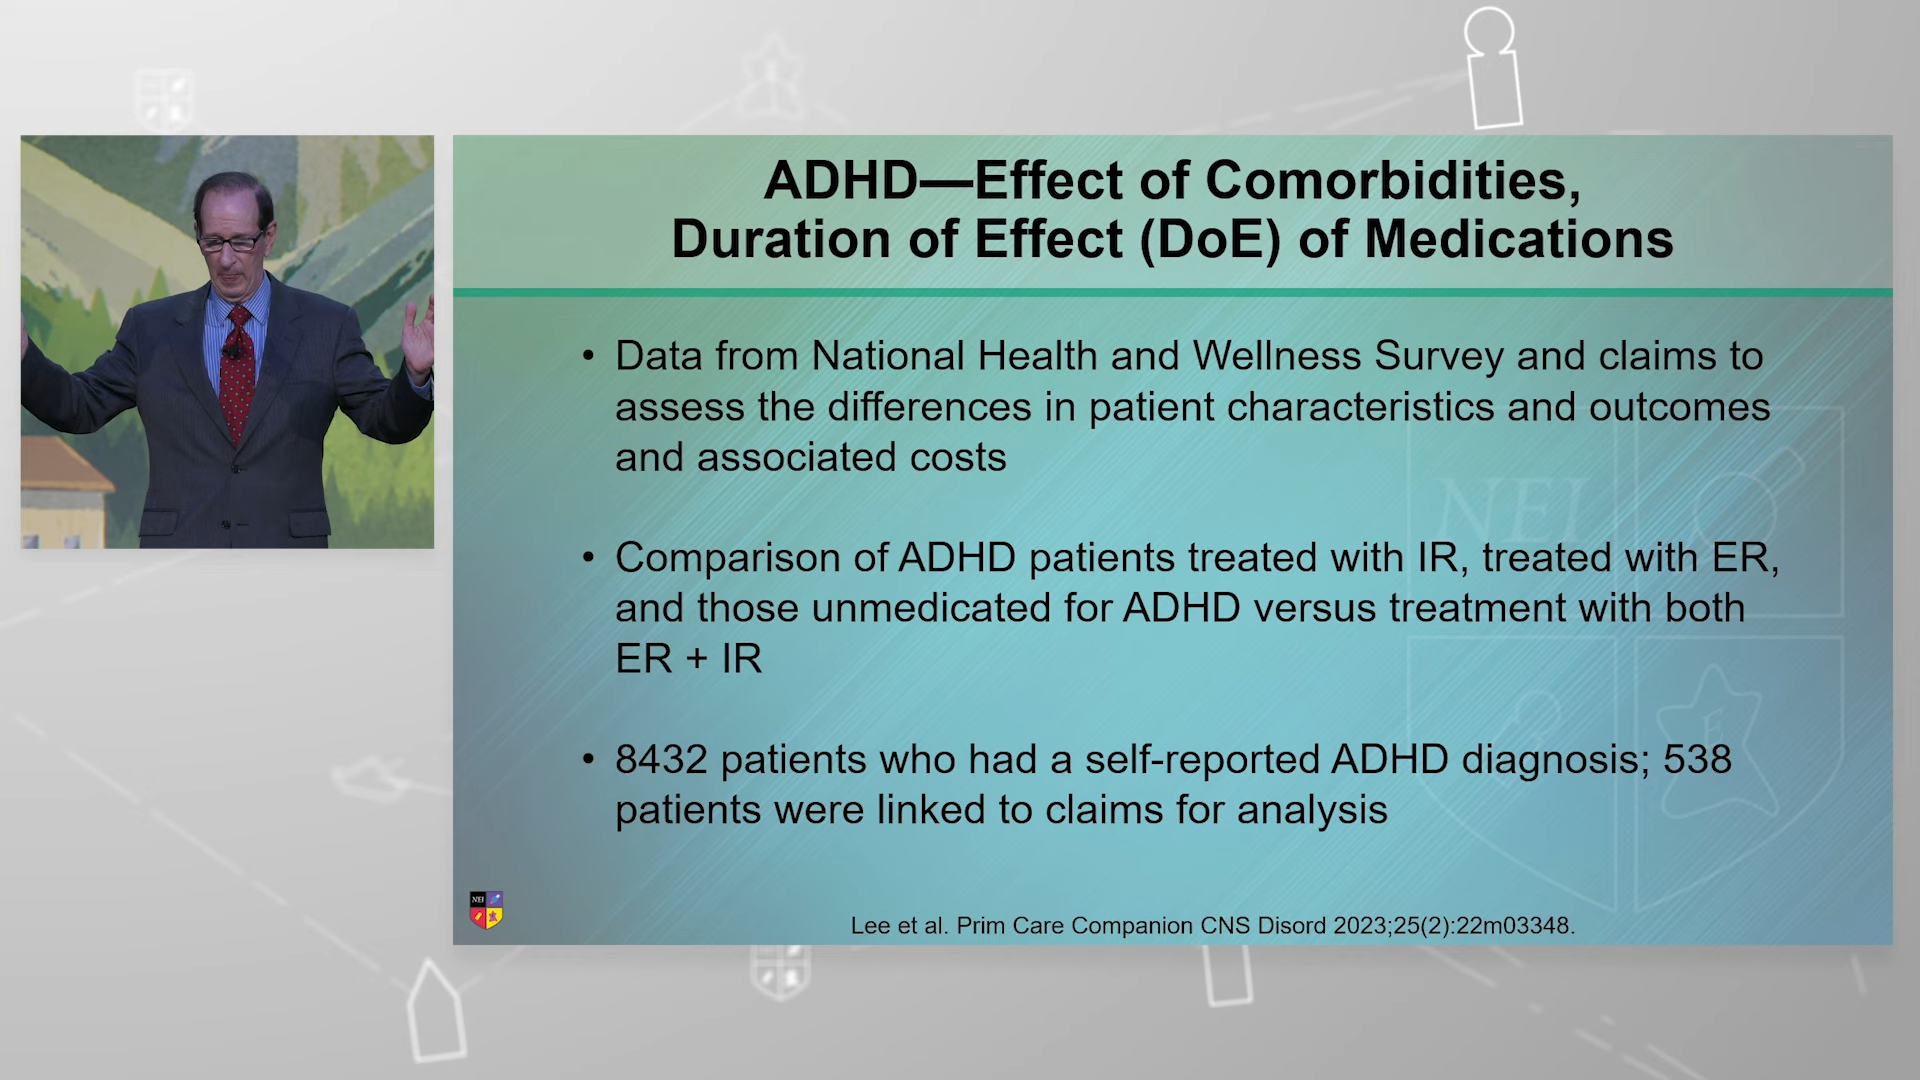 ADHD—Effect of Comorbidities,
Duration of Effect (DoE) of Medications
• Data from National Health and Wellness Survey and claims to
assess the differences in patient characteristics and outcomes
and associated costs
• Comparison of ADHD patients treated with IR, treated with ER,
and those unmedicated for ADHD versus treatment with both
ER + IR
• 8432 patients who had a self-reported ADHD diagnosis; 538
patients were linked to claims for analysis
NEI
NEI
Lee et al. Prim Care Companion CNS Disord 2023;25(2):22m03348.